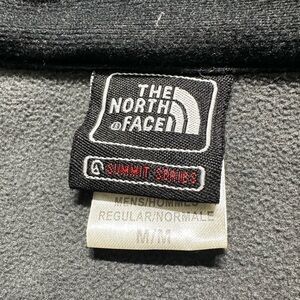 THE
NORTH
FACE
SUMMIT SERIES
MENS/HOMMES
REGULAR/NORMALE
M/M